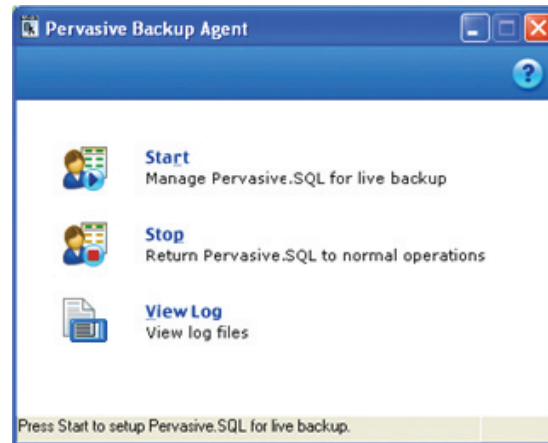 Pervasive Backup Agent
Start
Manage Pervasive.SQL for live backup
Stop
Return Pervasive.SQL to normal operations
View Log
View log files
Press Start to setup Pervasive.SQL for live backup.